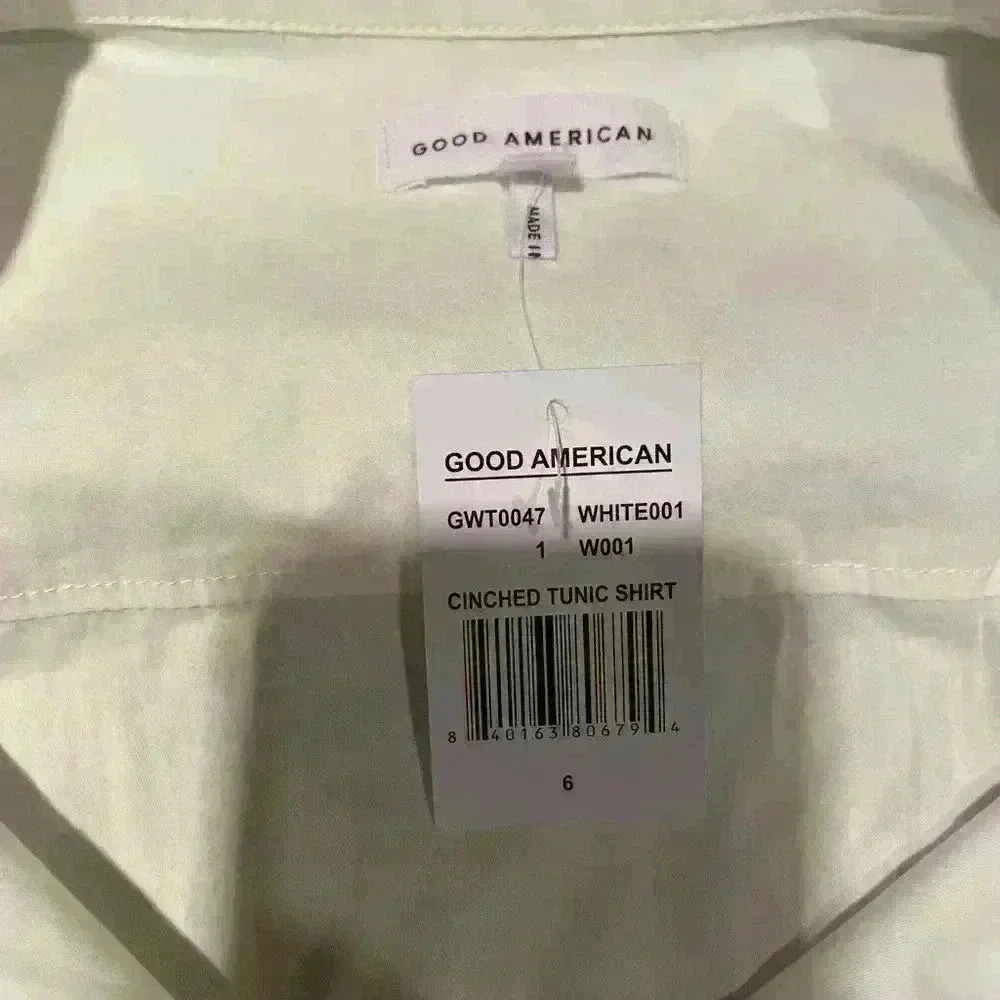 GOOD AMERICAN
MADE IN
GOOD AMERICAN
GWT0047 WHITE001
1 W001
CINCHED TUNIC SHIRT
8 40163 80679 4
6